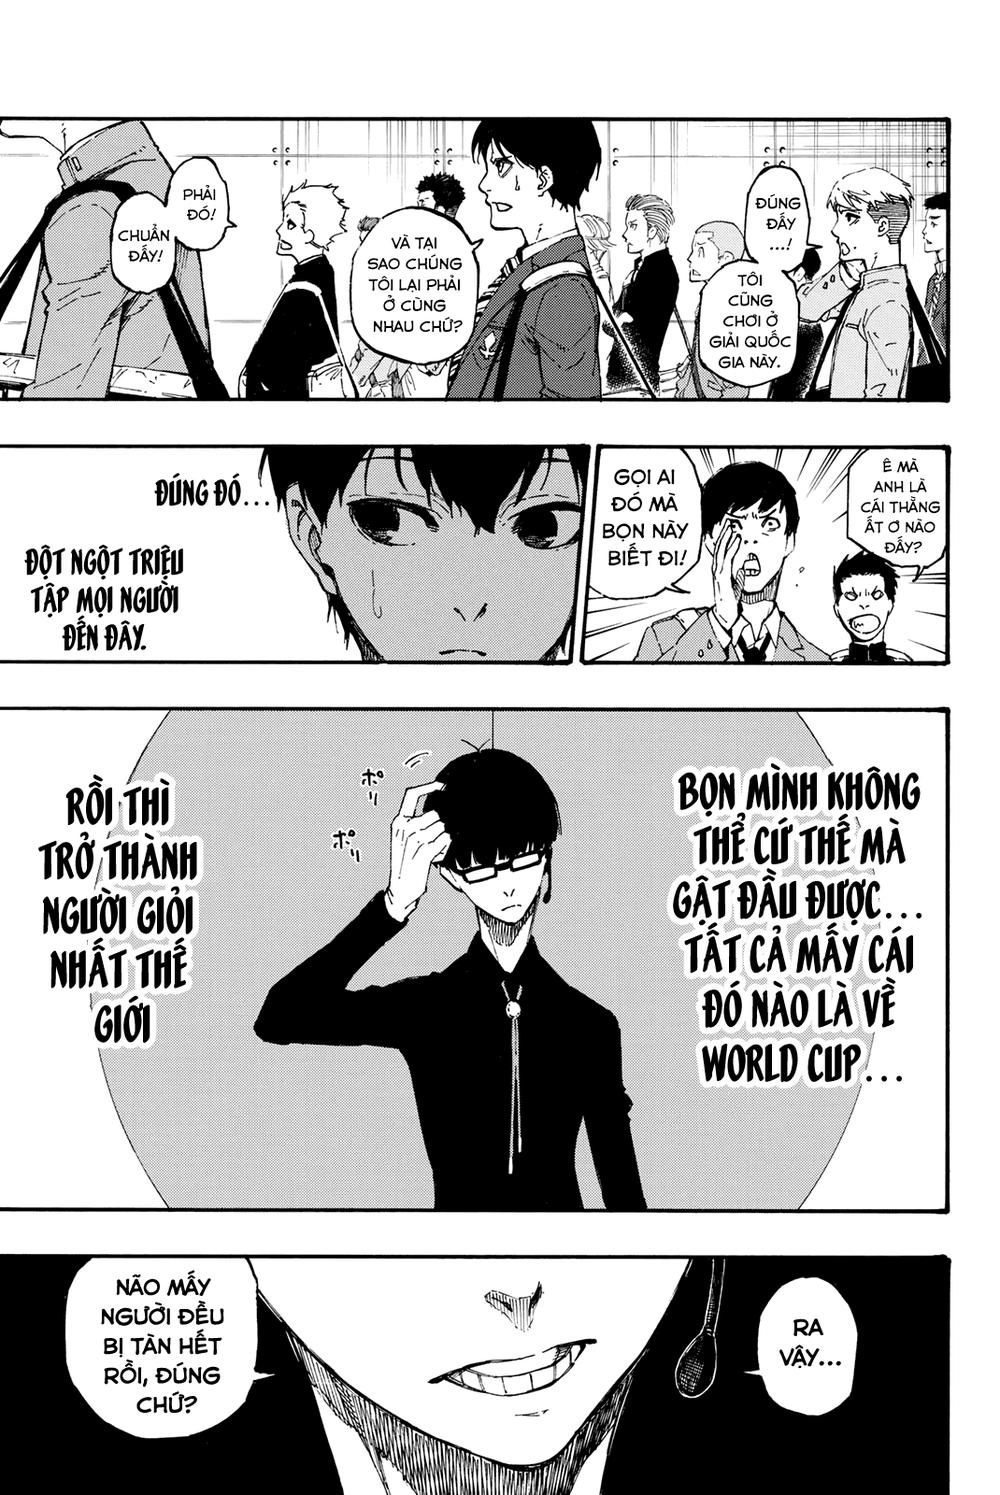 ĐÚNG
ĐẤY
...!
TÔI
CŨNG
CHƠI Ở
GIẢI QUỐC
GIA NÀY.
VÀ TẠI
SAO CHÚNG
TÔI LẠI PHẢI
Ở CÙNG
NHAU CHỨ?
PHẢI
ĐÓ!
CHUẨN
ĐẤY!
Ê MÀ
ANH LÀ
CÁI THẰNG
ẤT Ơ NÀO
ĐẤY?
GỌI AI
ĐÓ MÀ
BỌN NÀY
BIẾT ĐI!
ĐÚNG ĐÓ...
ĐỘT NGỘT TRIỆU
TẬP MỌI NGƯỜI
ĐẾN ĐÂY.
BỌN MÌNH KHÔNG
THỂ CỨ THẾ MÀ
GẬT ĐẦU ĐƯỢC...
TẤT CẢ MẤY CÁI
ĐÓ NÀO LÀ VỀ
WORLD CUP...
ポリ
ポリ
RỒI THÌ
TRỞ THÀNH
NGƯỜI GIỎI
NHẤT THẾ
GIỚI
RA
VẬY...
NÃO MẤY
NGƯỜI ĐỀU
BỊ TÀN HẾT
RỒI, ĐÚNG
CHỨ?